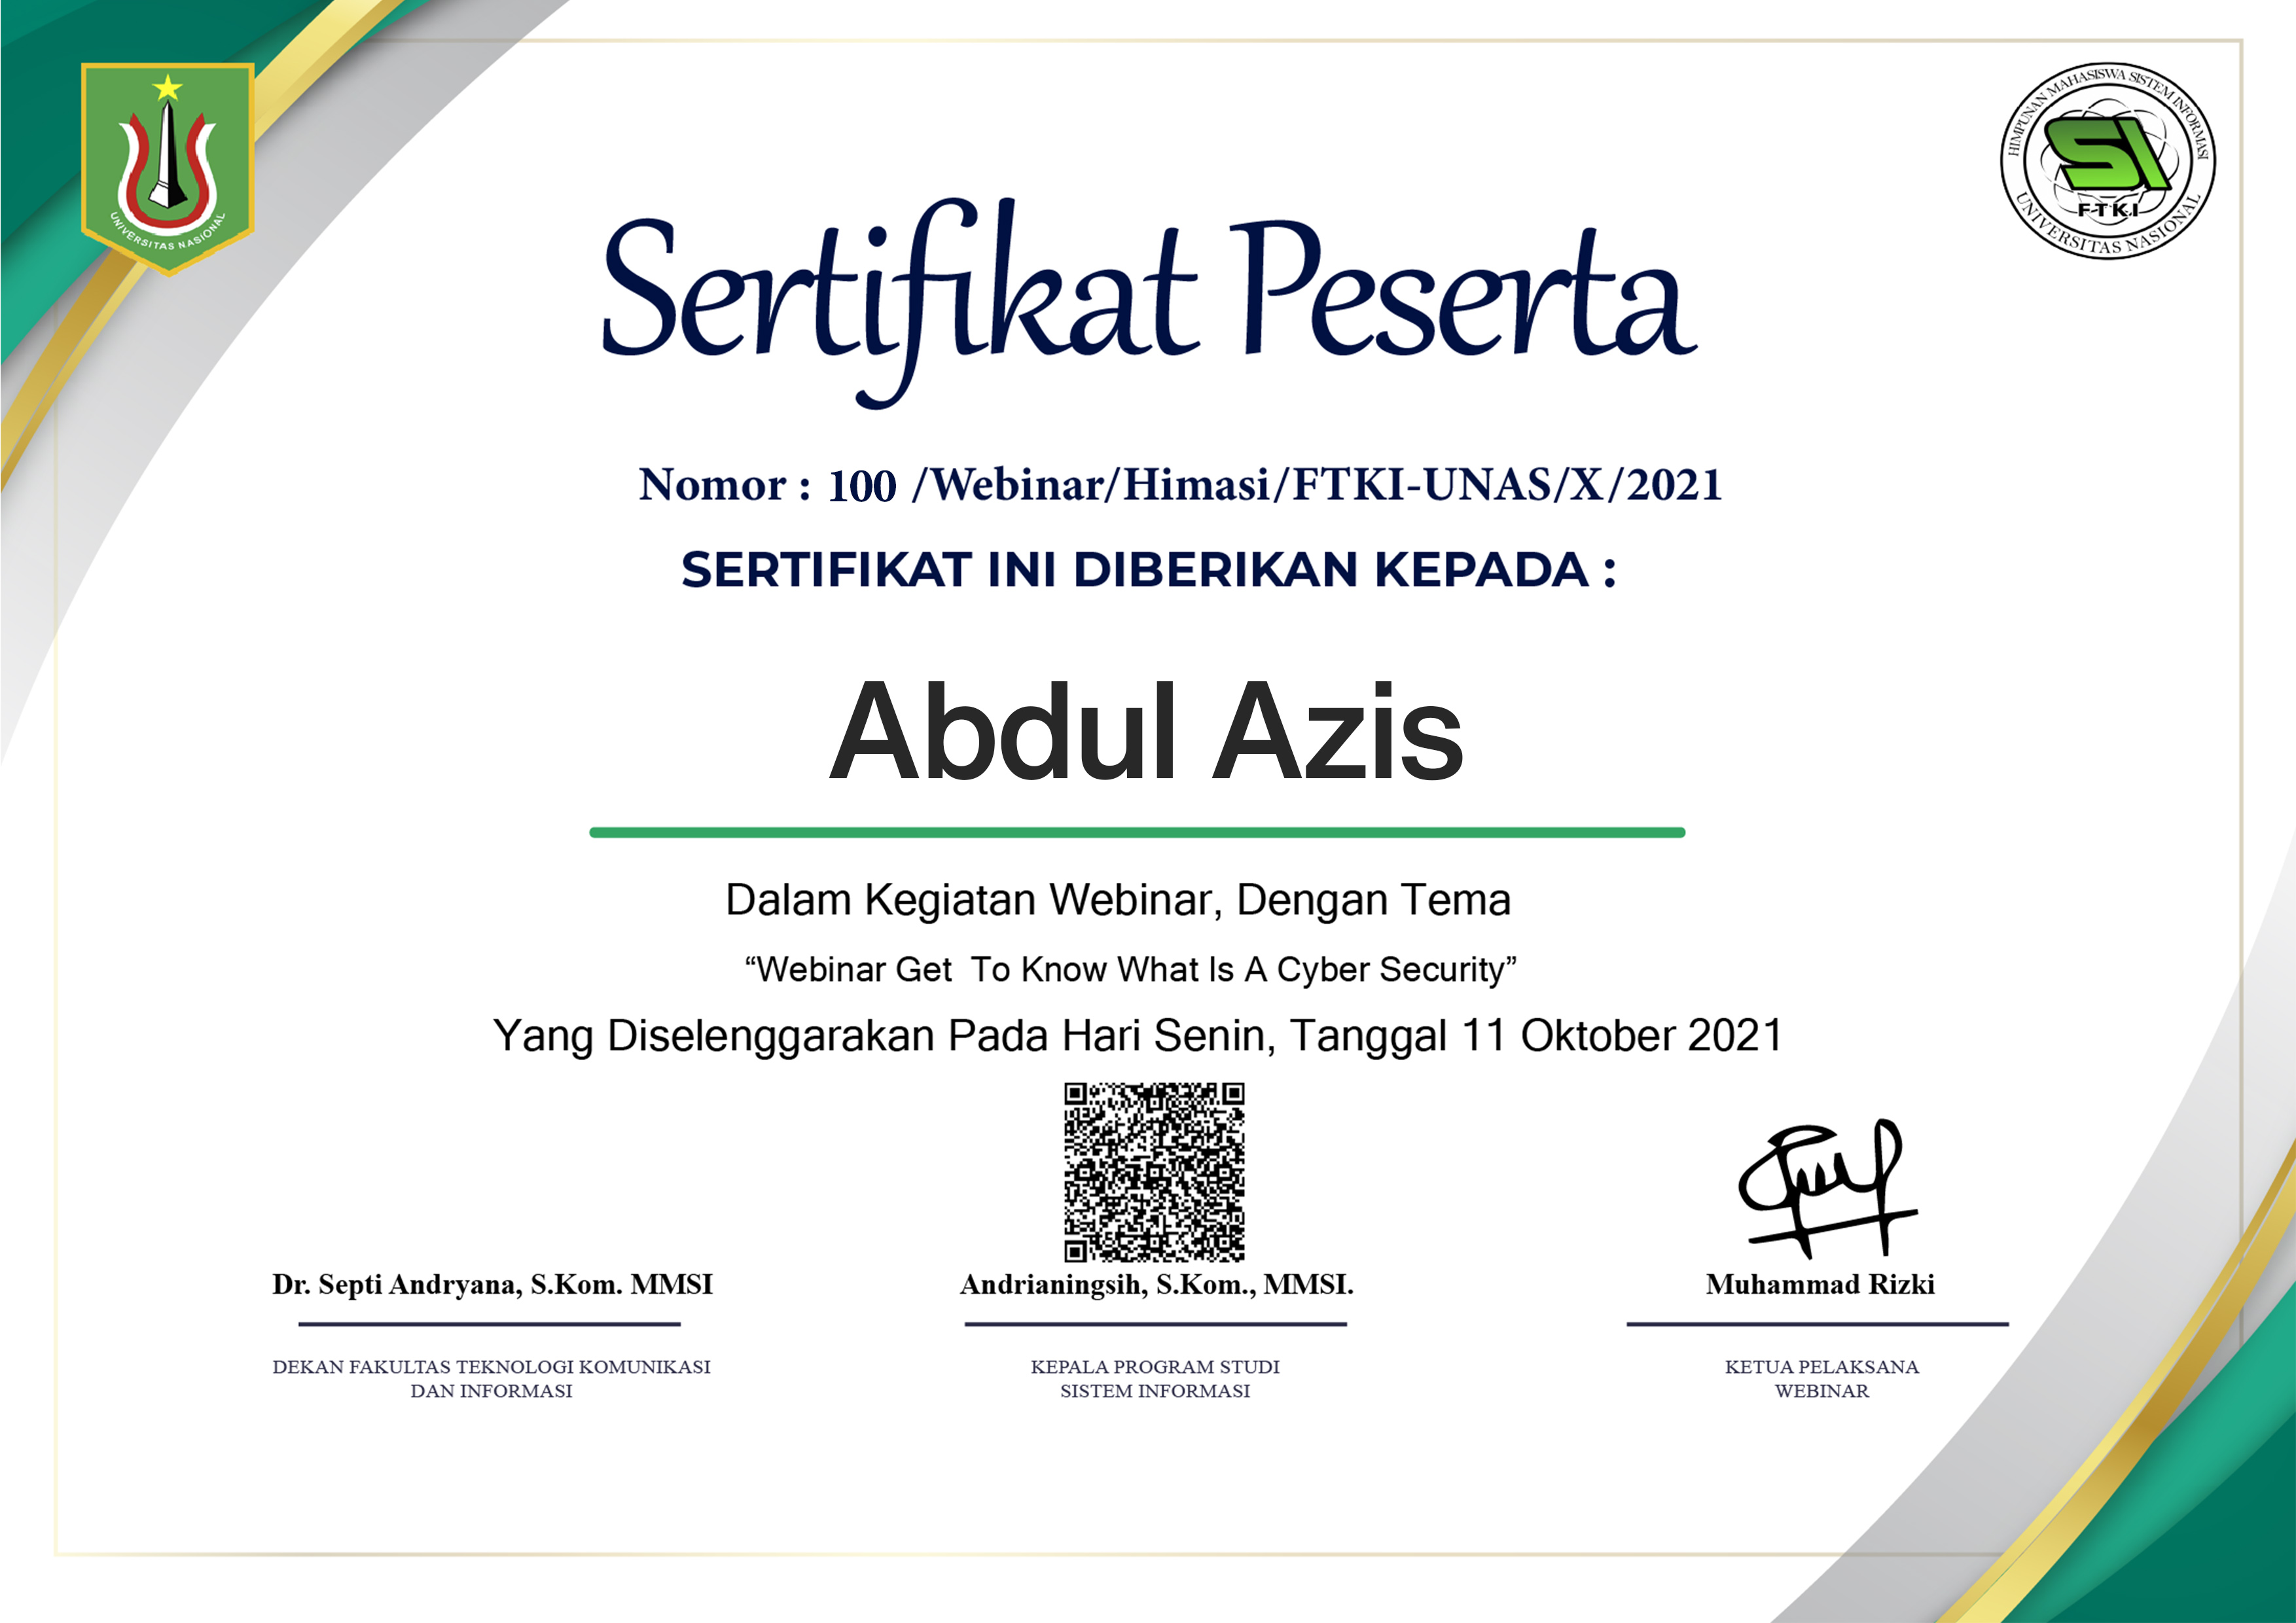 UNIVERSITAS NASIONAL
HIMPUNAN MAHASISWA SISTEM INFORMASI
SI
FTKI
UNIVERSITAS NASIONAL
Sertifikat Peserta
Nomor : 100 /Webinar/Himasi/FTKI-UNAS/X/2021
SERTIFIKAT INI DIBERIKAN KEPADA :
Abdul Azis
Dalam Kegiatan Webinar, Dengan Tema
“Webinar Get  To Know What Is A Cyber Security”
Yang Diselenggarakan Pada Hari Senin, Tanggal 11 Oktober 2021
Dr. Septi Andryana, S.Kom. MMSI
DEKAN FAKULTAS TEKNOLOGI KOMUNIKASI
DAN INFORMASI
Andrianingsih, S.Kom., MMSI.
KEPALA PROGRAM STUDI
SISTEM INFORMASI
Muhammad Rizki
KETUA PELAKSANA
WEBINAR